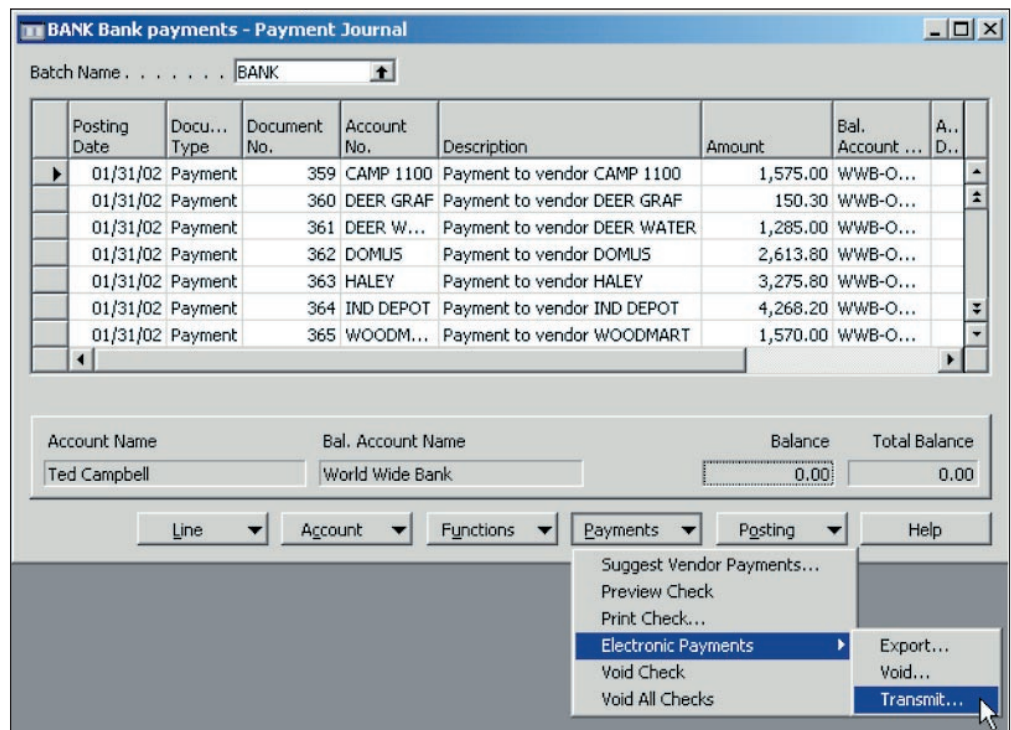 BANK Bank payments - Payment Journal
Batch Name . . . . . . . BANK
Posting Date Docu... Type Document No. Account No. Description Amount Bal. Account ... A.. D..
01/31/02 Payment 359 CAMP 1100 Payment to vendor CAMP 1100 1,575.00 WWB-O...
01/31/02 Payment 360 DEER GRAF Payment to vendor DEER GRAF 150.30 WWB-O...
01/31/02 Payment 361 DEER W... Payment to vendor DEER WATER 1,285.00 WWB-O...
01/31/02 Payment 362 DOMUS Payment to vendor DOMUS 2,613.80 WWB-O...
01/31/02 Payment 363 HALEY Payment to vendor HALEY 3,275.80 WWB-O...
01/31/02 Payment 364 IND DEPOT Payment to vendor IND DEPOT 4,268.20 WWB-O...
01/31/02 Payment 365 WOODM... Payment to vendor WOODMART 1,570.00 WWB-O...
Account Name Bal. Account Name Balance Total Balance
Ted Campbell World Wide Bank 0.00 0.00
Line Account Functions Payments Posting Help
Suggest Vendor Payments...
Preview Check
Print Check...
Electronic Payments Export...
Void Check Void...
Void All Checks Transmit...